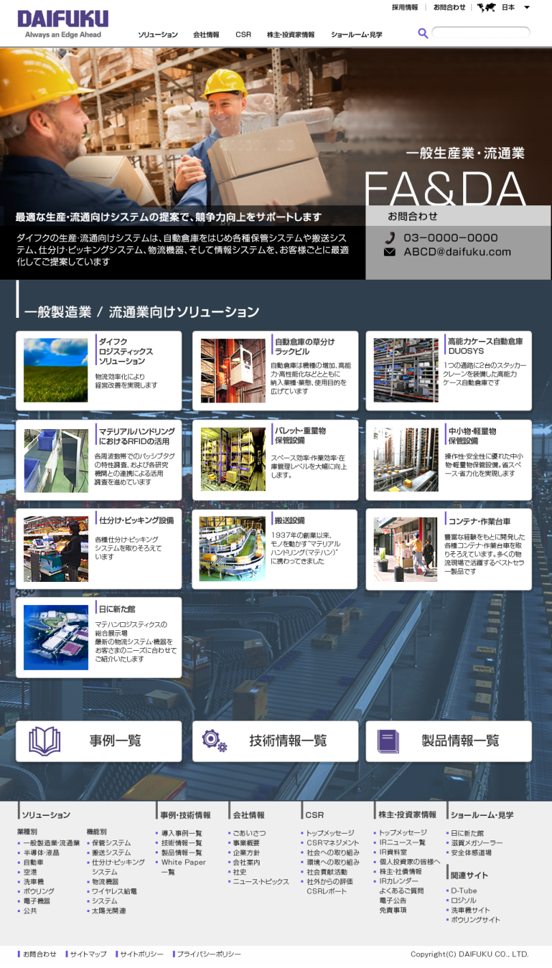 採用情報 お問合わせ 日本
DAIFUKU
Always an Edge Ahead
ソリューション 会社情報 CSR 株主・投資家情報 ショールーム・見学
一般生産業・流通業
FA&DA
最適な生産・流通向けシステムの提案で、競争力向上をサポートします
ダイフクの生産・流通向けシステムは、自動倉庫をはじめ各種保管システムや搬送シス
テム、仕分け・ピッキングシステム、物流機器、そして情報システムを、お客様ごとに最適
化してご提案しています
お問合わせ
03-0000-0000
ABCD@daifuku.com
一般製造業 / 流通業向けソリューション
ダイフク
ロジスティックス
ソリューション
物流効率化により
経営改善を実現します
自動倉庫の草分け
ラックビル
自動倉庫は機種の増加、高能
力・高性能化などとともに
納入業種・業態、使用目的を
広げています
高能力ケース自動倉庫
DUOSYS
1つの通路に2台のスタッカー
クレーンを装備した高能力
ケース自動倉庫です
マテリアルハンドリング
におけるRFIDの活用
各周波数帯でのパッシブタグ
の特性調査、および各研究
機関との連携による活用
調査を進めています
パレット・重量物
保管設備
スペース効率・作業効率・在
庫管理レベルを大幅に向上
します。
中小物・軽量物
保管設備
操作性・安全性に優れた中小
物・軽量物保管設備。省スペ
ース・省力化を実現します
仕分け・ピッキング設備
各種仕分け・ピッキング
システムを取りそろえて
います
搬送設備
1937年の創業以来、
モノを動かす“マテリアル
ハンドリング(マテハン)”
に携わってきました
コンテナ・作業台車
豊富な経験をもとに開発した
各種コンテナ・作業台車を取
りそろえています。多くの物
流現場で活躍するベストセラ
ー製品です
日に新た館
マテハンロジスティクスの
総合展示場
最新の物流システム・機器を
お客さまのニーズに合わせて
ご紹介いたします
事例一覧
技術情報一覧
製品情報一覧
ソリューション
業種別
一般製造業・流通業
半導体・液晶
自動車
空港
洗車機
ボウリング
電子機器
公共
機能別
保管システム
搬送システム
仕分け・ピッキング
システム
物流機器
ワイヤレス給電
システム
太陽光関連
事例・技術情報
導入事例一覧
技術情報一覧
製品情報一覧
White Paper
一覧
会社情報
ごあいさつ
事業概要
企業方針
会社案内
社史
ニュース・トピックス
CSR
トップメッセージ
CSRマネジメント
社会への取り組み
環境への取り組み
社会貢献活動
社外からの評価
CSRレポート
株主・投資家情報
トップメッセージ
IRニュース一覧
IR資料室
個人投資家の皆様へ
株主・社債情報
IRカレンダー
よくあるご質問
電子公告
免責事項
ショールーム・見学
日に新た館
滋賀メガソーラー
安全体感道場
関連サイト
D-Tube
ロジソル
洗車機サイト
ボウリングサイト
お問合わせ サイトマップ サイトポリシー プライバシーポリシー
Copyright(C) DAIFUKU CO., LTD.